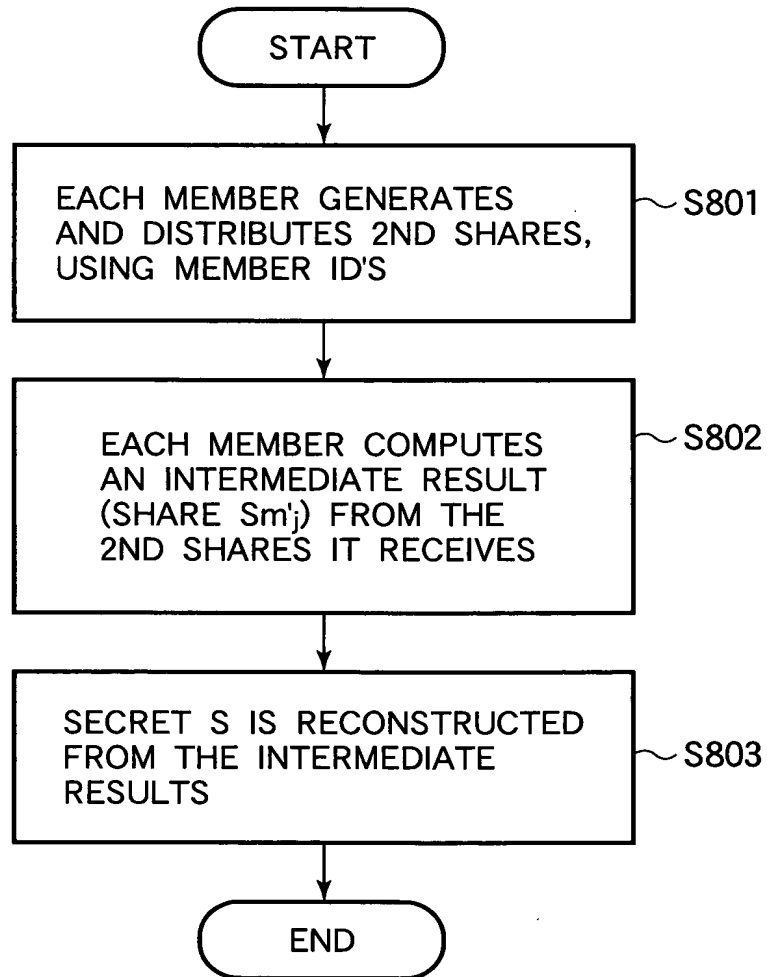 START
EACH MEMBER GENERATES
AND DISTRIBUTES 2ND SHARES,
USING MEMBER ID'S
S801
EACH MEMBER COMPUTES
AN INTERMEDIATE RESULT
(SHARE Sm'j) FROM THE
2ND SHARES IT RECEIVES
S802
SECRET S IS RECONSTRUCTED
FROM THE INTERMEDIATE
RESULTS
S803
END